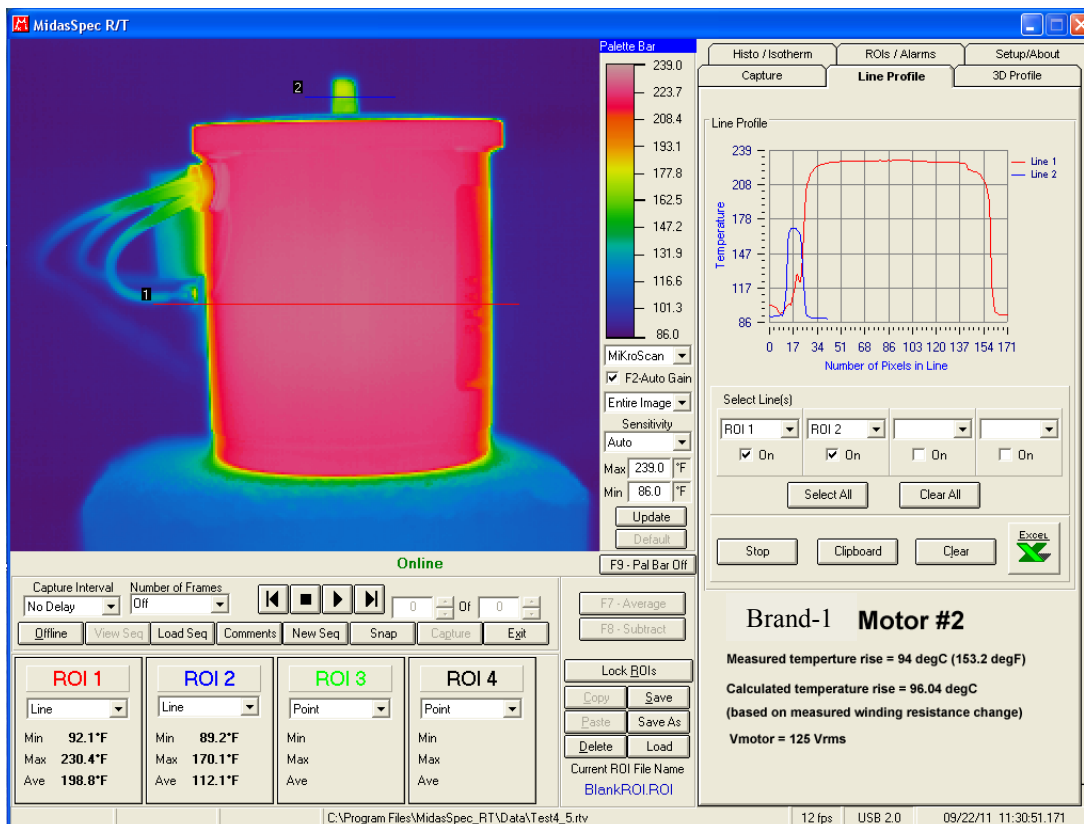 MidasSpec R/T
Palette Bar
239.0
223.7
208.4
193.1
177.8
162.5
147.2
131.9
116.6
101.3
86.0
2
1
MiKroScan
F2-Auto Gain
Entire Image
Sensitivity
Auto
Max 239.0 °F
Min 86.0 °F
Update
Default
F9 - Pal Bar Off
Histo / Isotherm ROIs / Alarms Setup/About
Capture Line Profile 3D Profile
Line Profile
239
208
178
147
117
86
Temperature
0 17 34 51 68 86 103 120 137 154 171
Number of Pixels in Line
Line 1
Line 2
Select Line(s)
ROI 1 ROI 2
On On On On
Select All Clear All
Stop Clipboard Clear EXCEL
Online
Capture Interval Number of Frames
No Delay Off 0 Of 0
Offline View Seq Load Seq Comments New Seq Snap Capture Exit
F7 - Average
F8 - Subtract
ROI 1
Line
Min 92.1°F
Max 230.4°F
Ave 198.8°F
ROI 2
Line
Min 89.2°F
Max 170.1°F
Ave 112.1°F
ROI 3
Point
Min
Max
Ave
ROI 4
Point
Min
Max
Ave
Lock ROIs
Copy Save
Paste Save As
Delete Load
Current ROI File Name
BlankROI.ROI
Brand-1 Motor #2
Measured temperture rise = 94 degC (153.2 degF)
Calculated temperature rise = 96.04 degC
(based on measured winding resistance change)
Vmotor = 125 Vrms
C:\Program Files\MidasSpec_RT\Data\Test4_5.rtv 12 fps USB 2.0 09/22/11 11:30:51.171